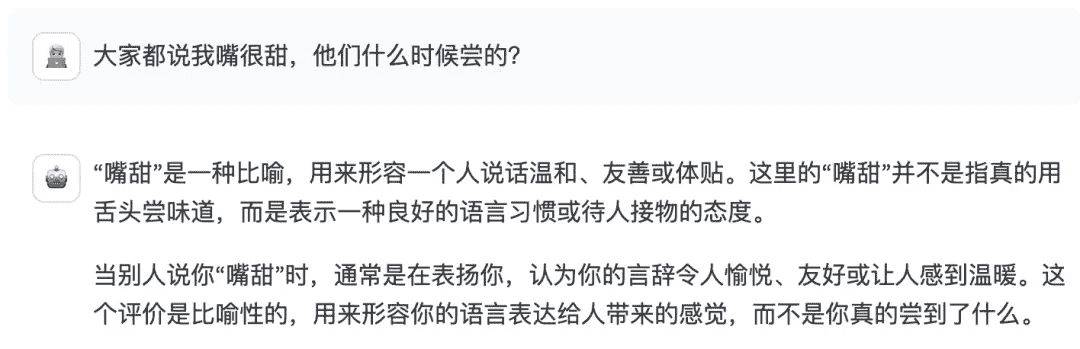 大家都说我嘴很甜，他们什么时候尝的？
“嘴甜”是一种比喻，用来形容一个人说话温和、友善或体贴。这里的“嘴甜”并不是指真的用
舌头尝味道，而是表示一种良好的语言习惯或待人接物的态度。
当别人说你“嘴甜”时，通常是在表扬你，认为你的言辞令人愉悦、友好或让人感到温暖。这
个评价是比喻性的，用来形容你的语言表达给人带来的感觉，而不是你真的尝到了什么。